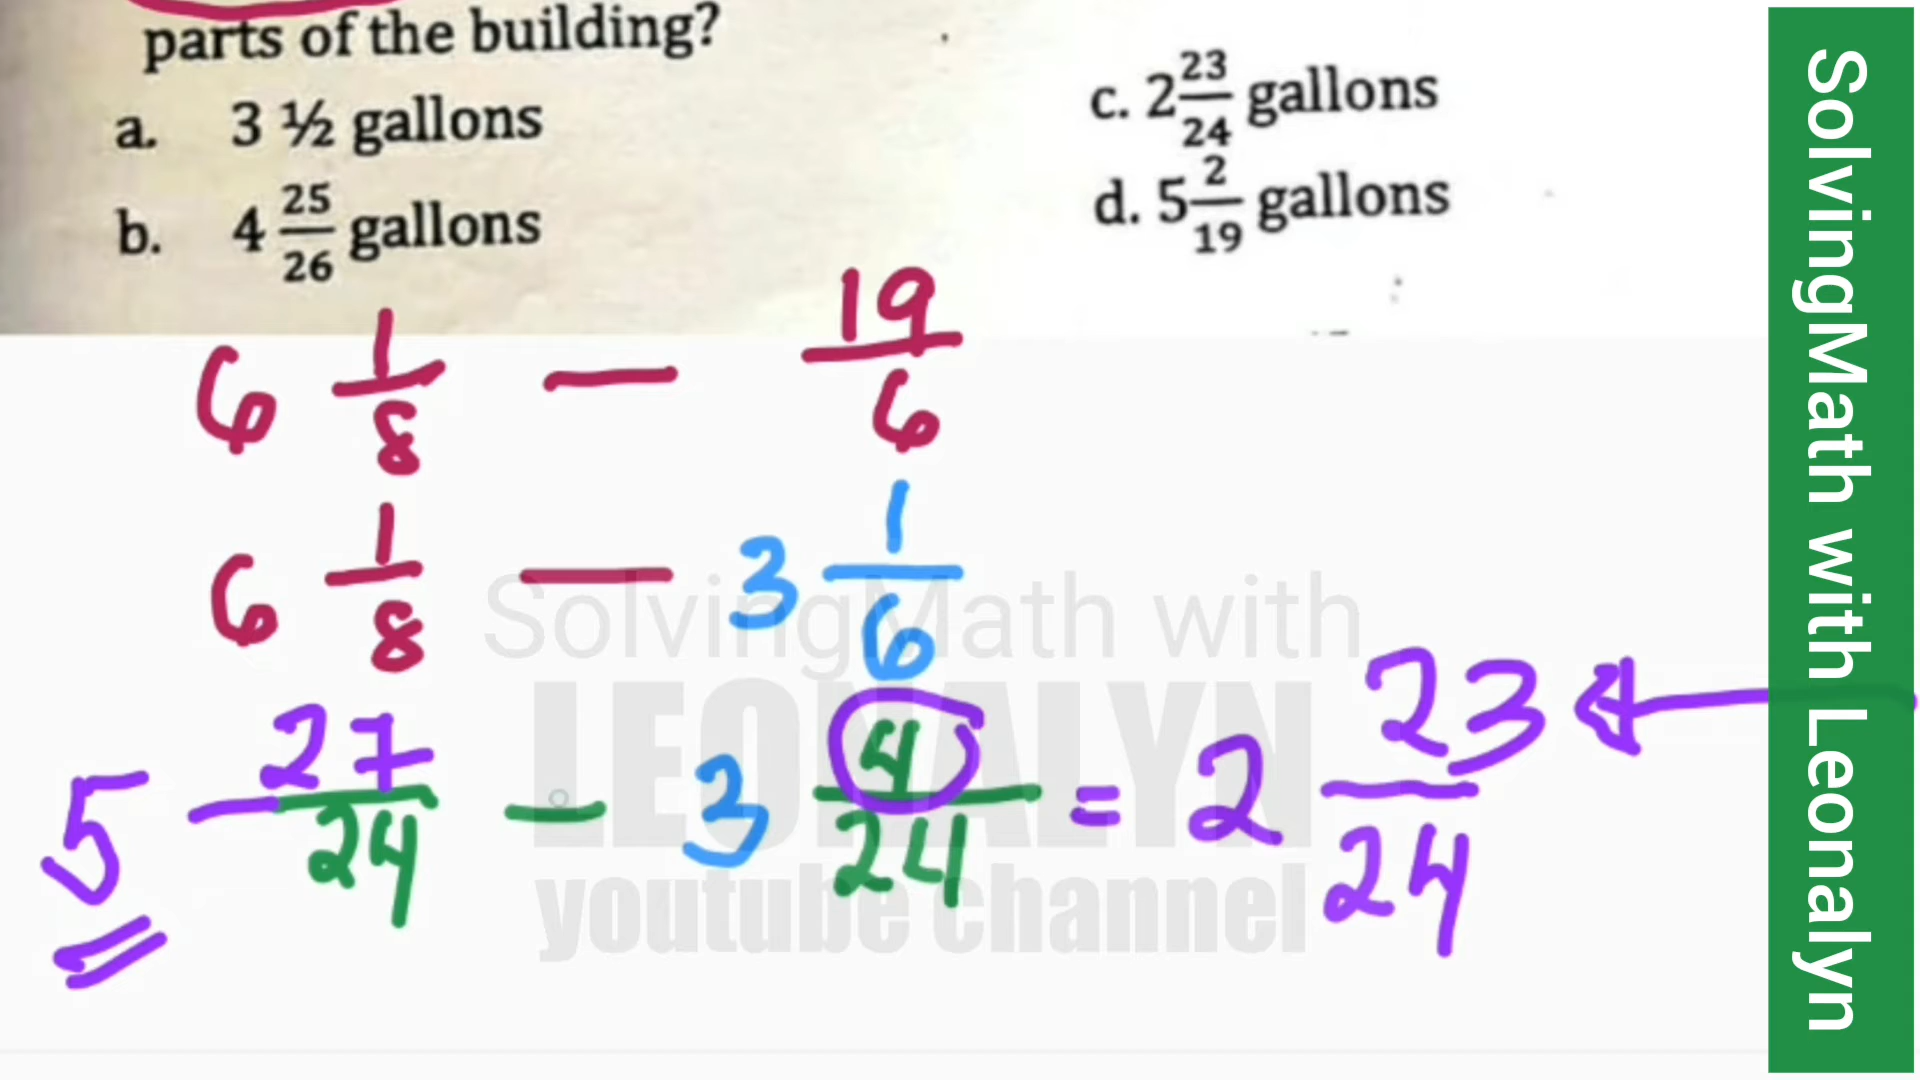 parts of the building?
a. 3 ½ gallons
b. 4 25/26 gallons
c. 2 23/24 gallons
d. 5 2/19 gallons
6 1/8 — 19/6
6 1/8 — 3 1/6
5 27/24 — 3 4/24 = 2 23/24
SolvingMath with
LEONALYN
youtube channel
SolvingMath with Leonalyn